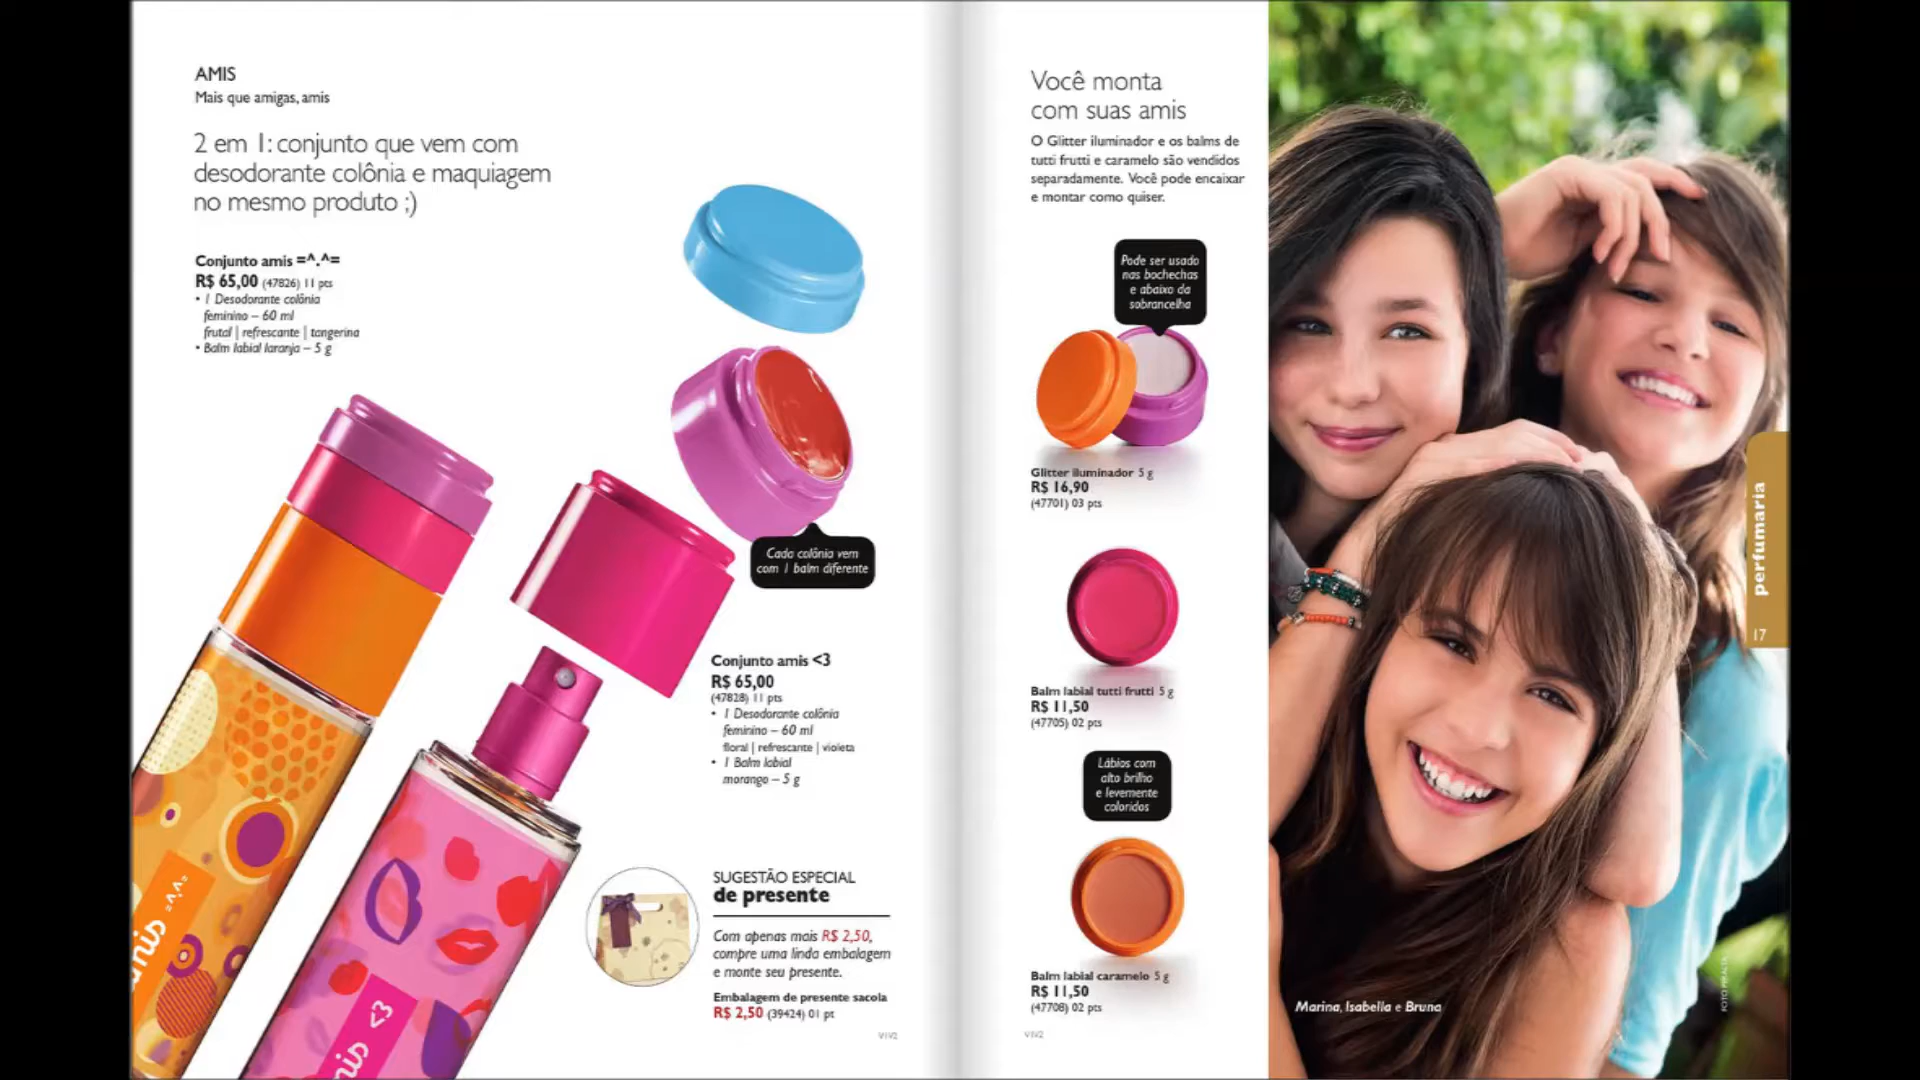 AMIS
Mais que amigas, amis
2 em 1: conjunto que vem com
desodorante colônia e maquiagem
no mesmo produto ;)
Conjunto amis =^.^=
R$ 65,00 (47826) 11 pts
• 1 Desodorante colônia
feminino – 60 ml
frutal | refrescante | tangerina
• Balm labial laranja – 5 g
Cada colônia vem
com 1 balm diferente
Conjunto amis <3
R$ 65,00
(47828) 11 pts
• 1 Desodorante colônia
feminino – 60 ml
floral | refrescante | violeta
• 1 Balm labial
morango – 5 g
=^.^=
<3
SUGESTÃO ESPECIAL
de presente
Com apenas mais R$ 2,50,
compre uma linda embalagem
e monte seu presente.
Embalagem de presente sacola
R$ 2,50 (39424) 01 pt
V1V2
Você monta
com suas amis
O Glitter iluminador e os balms de
tutti frutti e caramelo são vendidos
separadamente. Você pode encaixar
e montar como quiser.
Pode ser usado
nas bochechas
e abaixo da
sobrancelha
Glitter iluminador 5 g
R$ 16,90
(47701) 03 pts
Balm labial tutti frutti 5 g
R$ 11,50
(47705) 02 pts
Lábios com
alto brilho
e levemente
coloridos
Balm labial caramelo 5 g
R$ 11,50
(47708) 02 pts
V1V2
perfumaria
17
Marina, Isabella e Bruna